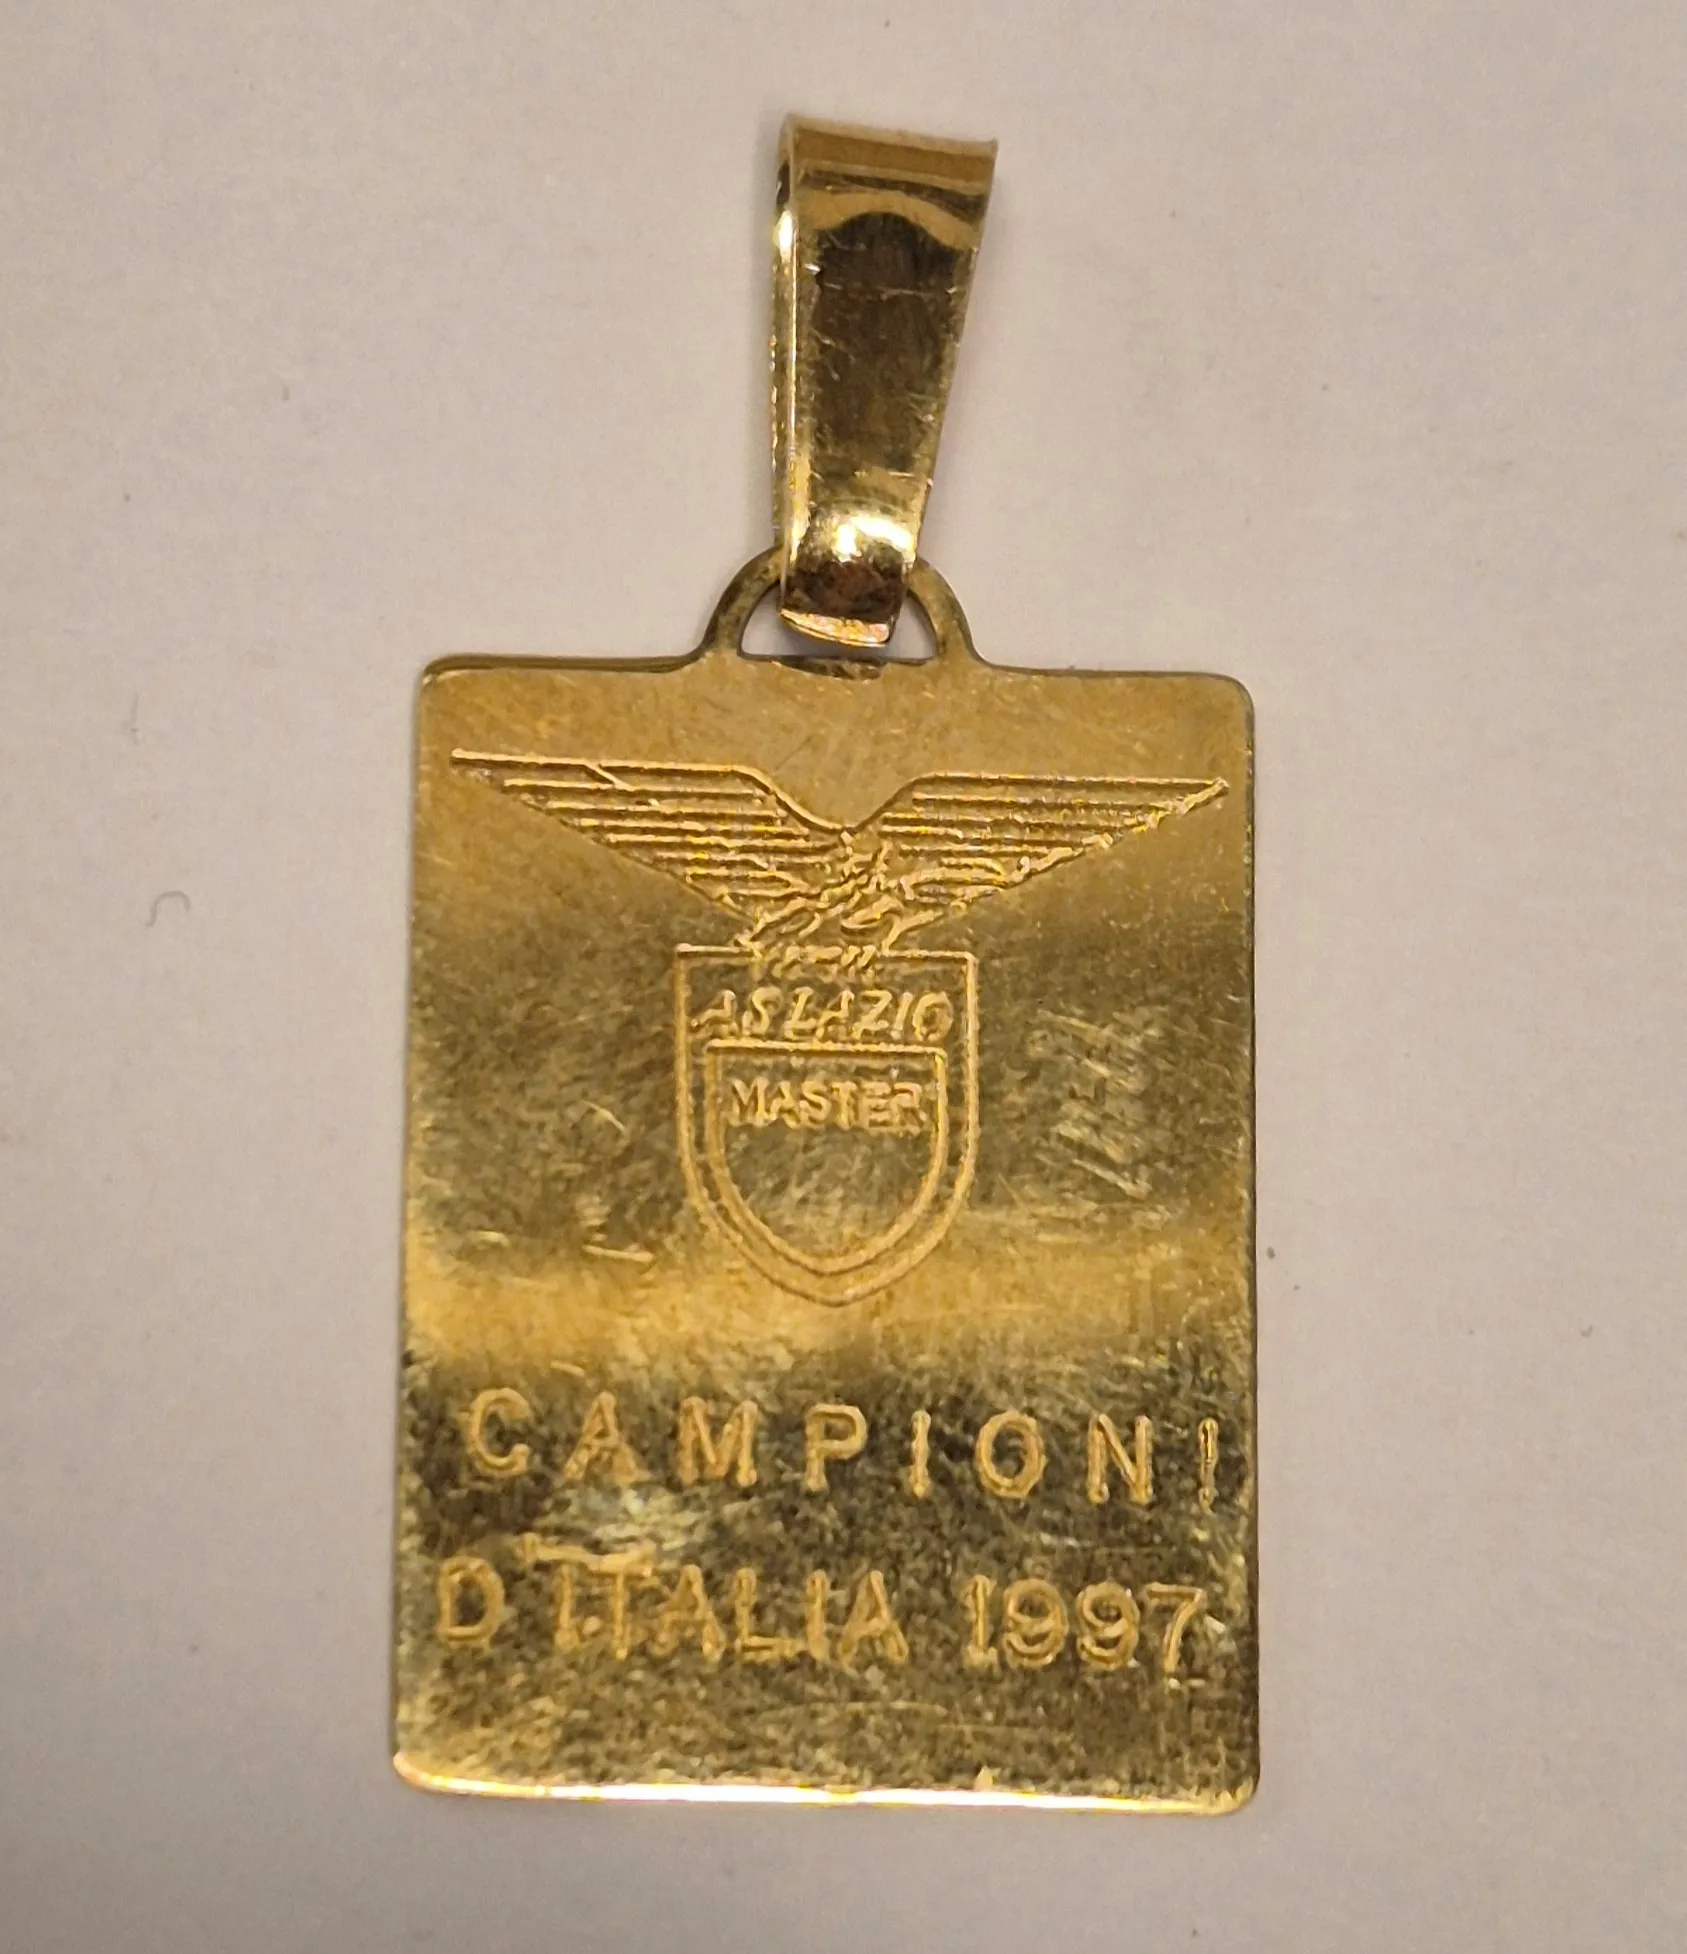 AS LAZIO
MASTER
CAMPIONI
D'ITALIA 1997